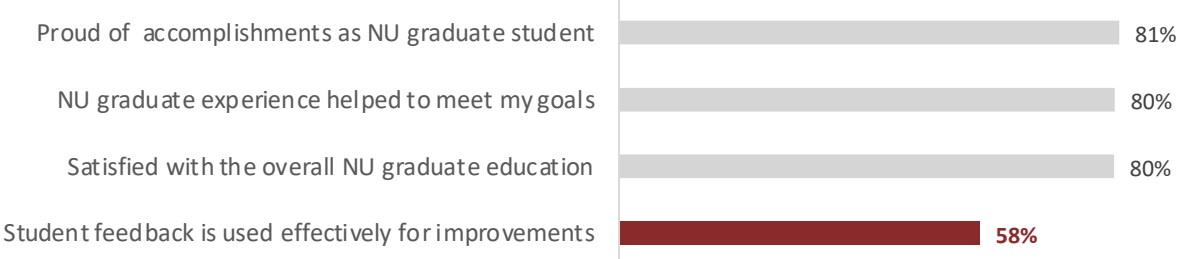 Proud of accomplishments as NU graduate student 81%
NU graduate experience helped to meet my goals 80%
Satisfied with the overall NU graduate education 80%
Student feedback is used effectively for improvements 58%